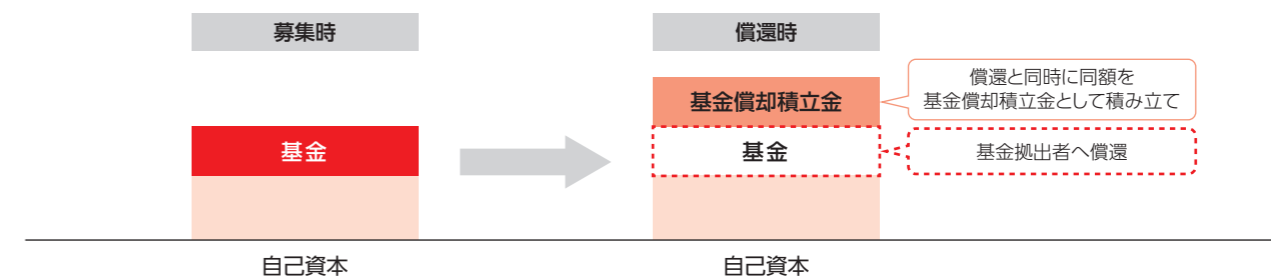 募集時
償還時
基金償却積立金
償還と同時に同額を
基金償却積立金として積み立て
基金
基金
基金拠出者へ償還
自己資本
自己資本